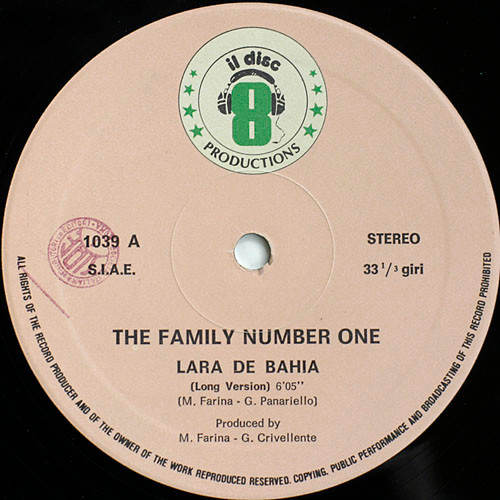 il disc
8
PRODUCTIONS
1039 A
STEREO
S.I.A.E.
33 1/3 giri
THE FAMILY NUMBER ONE
LARA DE BAHIA
(Long Version) 6'05''
(M. Farina - G. Panariello)
Produced by
M. Farina - G. Crivellente
ALL RIGHTS OF THE RECORD PRODUCER AND OF THE OWNER OF THE WORK REPRODUCED RESERVED. COPYING, PUBLIC PERFORMANCE AND BROADCASTING OF THIS RECORD PROHIBITED